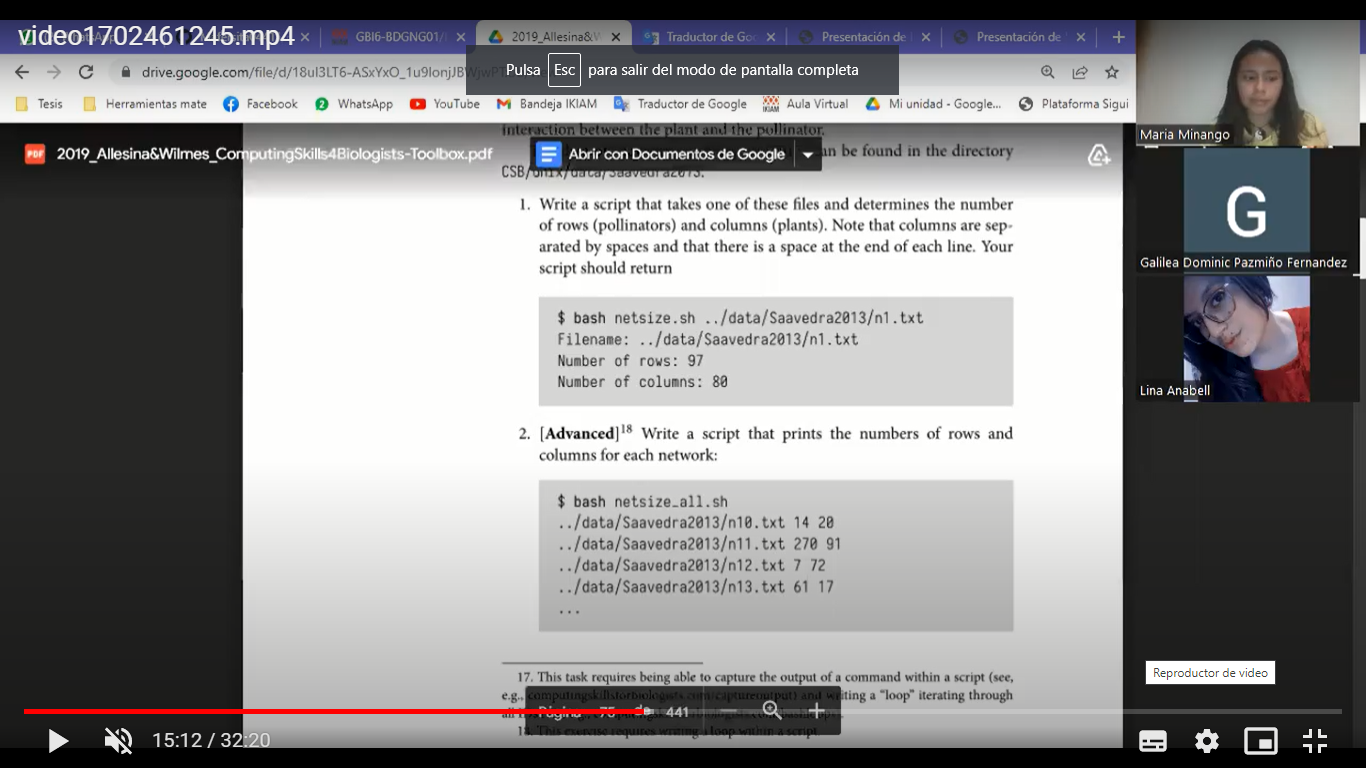 video1702461245.mp4
GBI6-BDGNG01/
2019_Allesina&W
Traductor de Goo
Presentación de
Presentación de
Pulsa Esc para salir del modo de pantalla completa
drive.google.com/file/d/18uI3LT6-ASxYxO_1u9IonjJBWjwP
Tesis
Herramientas mate
Facebook
WhatsApp
YouTube
Bandeja IKIAM
Traductor de Google
Aula Virtual
Mi unidad - Google...
Plataforma Sigui
interaction between the plant and the pollinator.
PDF
2019_Allesina&Wilmes_ComputingSkills4Biologists-Toolbox.pdf
Abrir con Documentos de Google
an be found in the directory
CSB/unix/data/Saavedra2013.
1. Write a script that takes one of these files and determines the number
of rows (pollinators) and columns (plants). Note that columns are sep-
arated by spaces and that there is a space at the end of each line. Your
script should return
$ bash netsize.sh ../data/Saavedra2013/n1.txt
Filename: ../data/Saavedra2013/n1.txt
Number of rows: 97
Number of columns: 80
2. [Advanced]18 Write a script that prints the numbers of rows and
columns for each network:
$ bash netsize_all.sh
../data/Saavedra2013/n10.txt 14 20
../data/Saavedra2013/n11.txt 270 91
../data/Saavedra2013/n12.txt 7 72
../data/Saavedra2013/n13.txt 61 17
...
17. This task requires being able to capture the output of a command within a script (see,
e.g., computingskillsforbiologists.com/captureoutput) and writing a “loop” iterating through
Página 75 de 441
18. This exercise requires writing a loop within a script.
Maria Minango
G
Galilea Dominic Pazmiño Fernandez
Lina Anabell
Reproductor de video
15:12 / 32:20